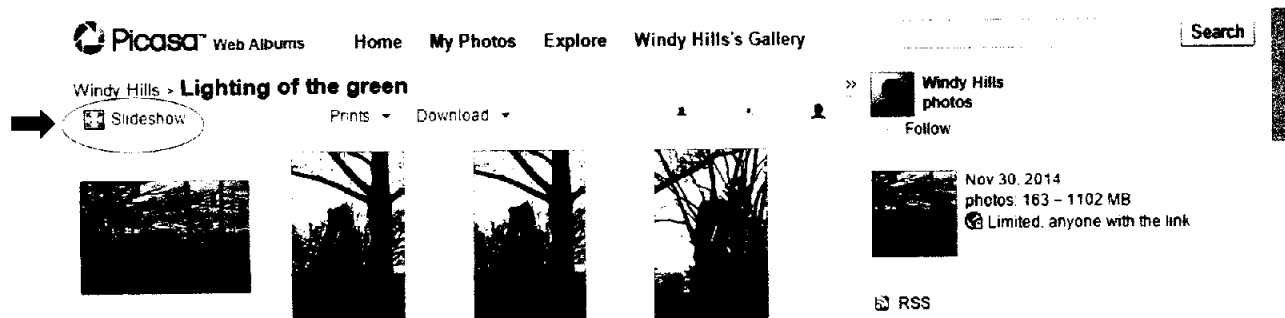 Picasa™ Web Albums Home My Photos Explore Windy Hills's Gallery Search
Windy Hills > Lighting of the green
Slideshow Prints Download
»
Windy Hills
photos
Follow
Nov 30, 2014
photos: 163 – 1102 MB
Limited, anyone with the link
RSS